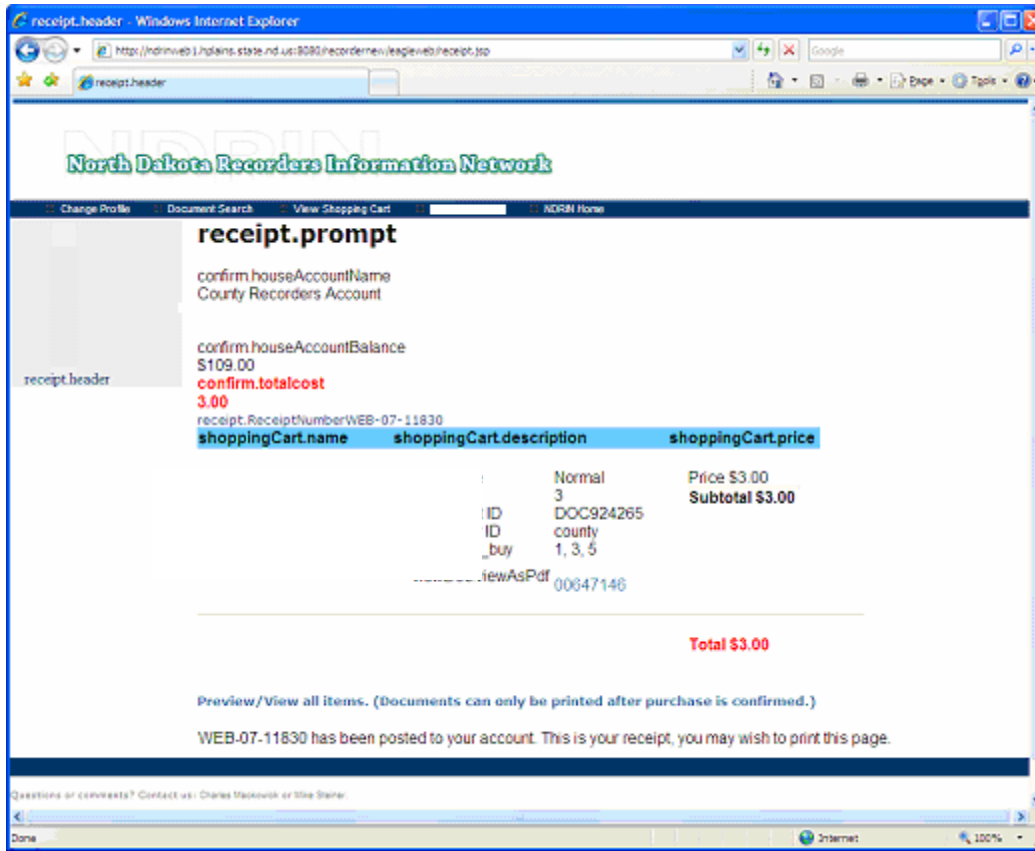 receipt.header - Windows Internet Explorer
http://ndrinweb1.hplains.state.nd.us:8080/recordernew/eagleweb/receipt.jsp
Google
receipt.header
Page Tools
NDRIN
North Dakota Recorders Information Network
Change Profile Document Search View Shopping Cart NDRIN Home
receipt.prompt
confirm.houseAccountName
County Recorders Account
confirm.houseAccountBalance
$109.00
receipt.header
confirm.totalcost
3.00
receipt.ReceiptNumberWEB-07-11830
shoppingCart.name shoppingCart.description shoppingCart.price
Normal Price $3.00
3 Subtotal $3.00
ID DOC924265
ID county
_buy 1, 3, 5
iewAsPdf 00647146
Total $3.00
Preview/View all items. (Documents can only be printed after purchase is confirmed.)
WEB-07-11830 has been posted to your account. This is your receipt, you may wish to print this page.
Questions or comments? Contact us: Charles or Mike
Done Internet 100%